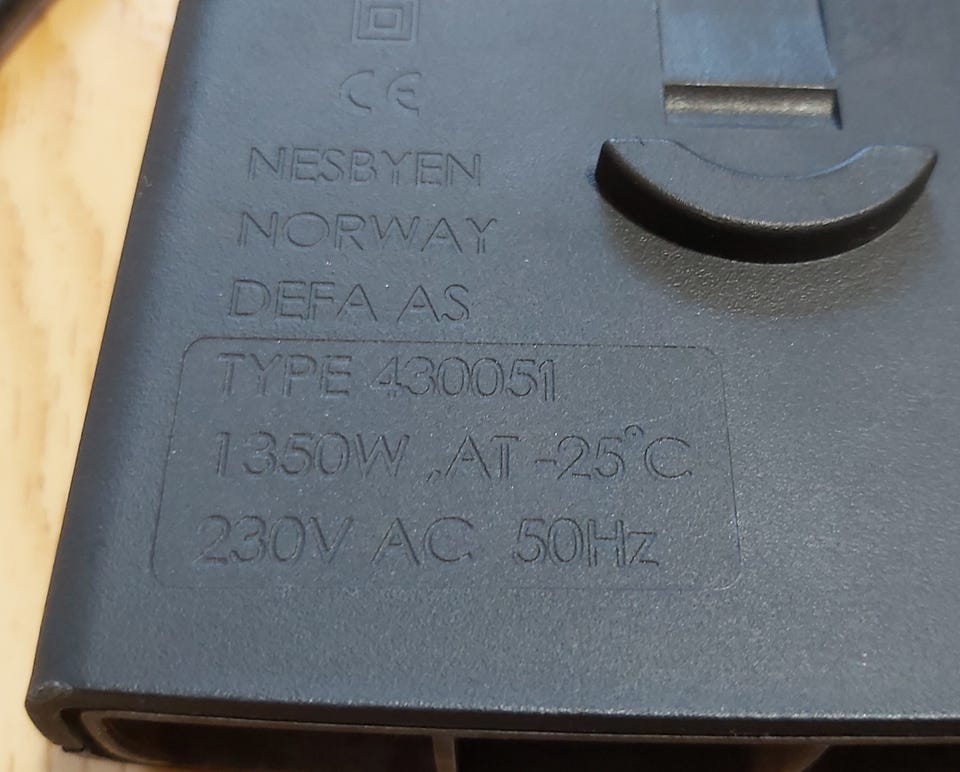 CE
NESBYEN
NORWAY
DEFA AS
TYPE 430051
1350W ,AT -25°C
230V AC 50Hz